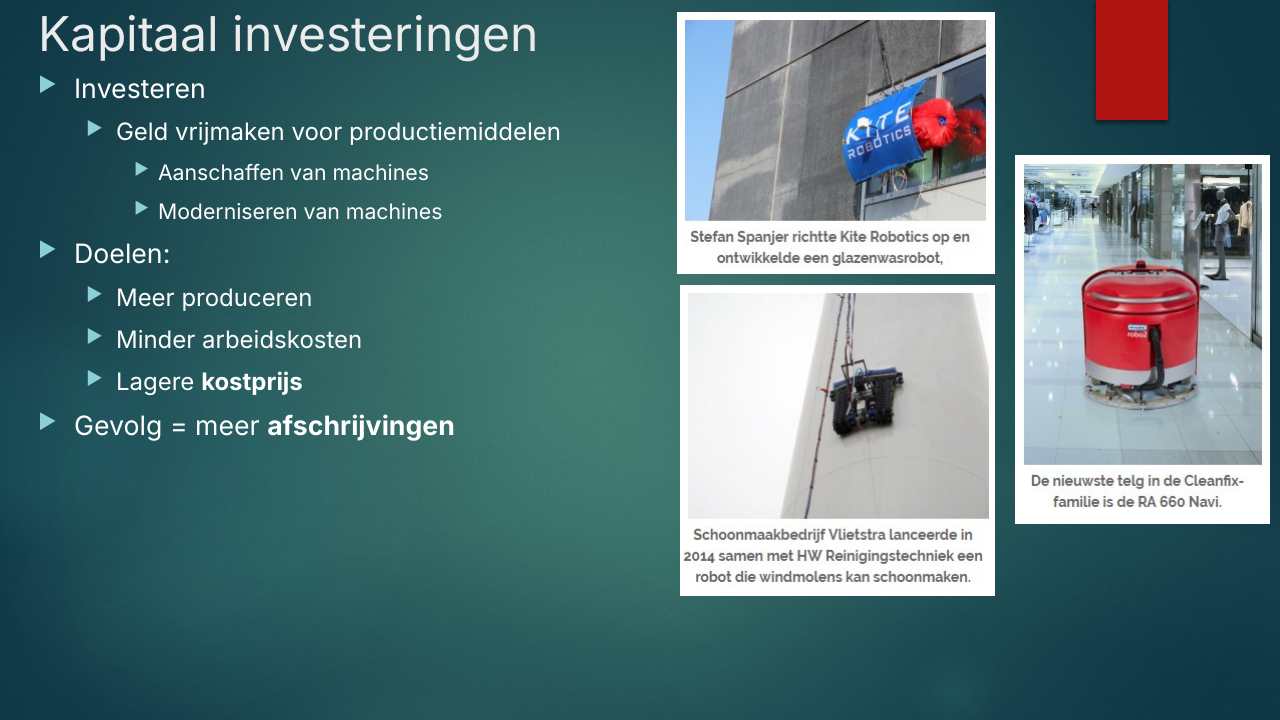 Kapitaal investeringen
Investeren
Geld vrijmaken voor productiemiddelen
Aanschaffen van machines
Moderniseren van machines
Doelen:
Meer produceren
Minder arbeidskosten
Lagere kostprijs
Gevolg = meer afschrijvingen
KITE
ROBOTICS
Stefan Spanjer richtte Kite Robotics op en
ontwikkelde een glazenwasrobot,
Schoonmaakbedrijf Vlietstra lanceerde in
2014 samen met HW Reinigingstechniek een
robot die windmolens kan schoonmaken.
robo2
De nieuwste telg in de Cleanfix-
familie is de RA 660 Navi.